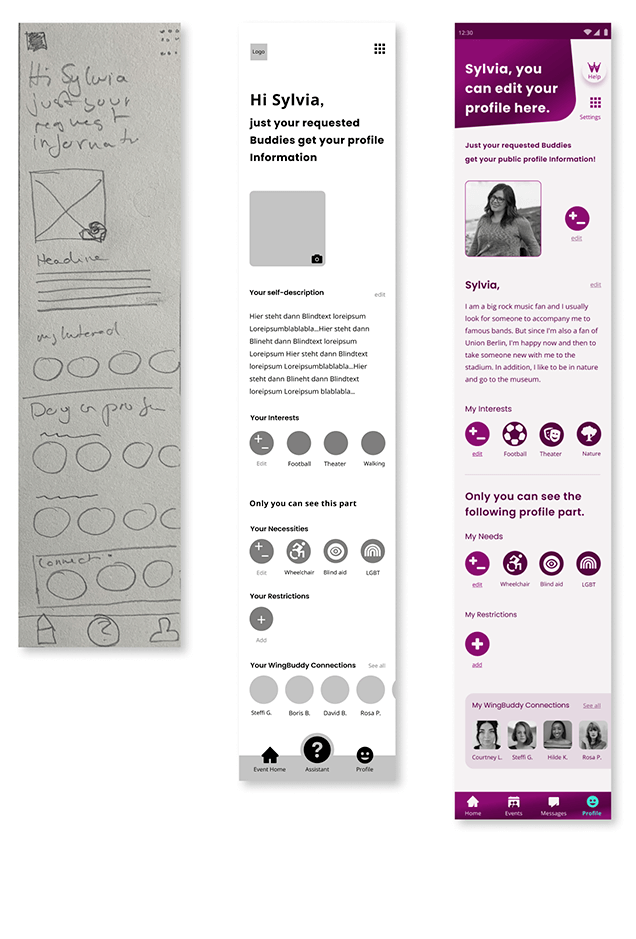 Hi Sylvia
just your
request
Headline
Logo
Hi Sylvia,
just your requested
Buddies get your profile
Information
Your self-description
edit
Hier steht dann Blindtext loreipsum
Loreipsumblablabla...Hier steht dann
Blineht dann Blindtext loreipsum
Loreipsum Hier steht dann Blindtext
loreipsum Loreipsumblablabla...Hier
steht dann Blineht dann Blindtext
loreipsum Loreipsum blablabla...
Your Interests
Edit Football Theater Walking
Only you can see this part
Your Necessities
Edit Wheelchair Blind aid LGBT
Your Restrictions
Add
Your WingBuddy Connections See all
Steffi G. Boris B. David B. Rosa P.
Event Home Assistant Profile
12:30
Sylvia, you
can edit your
profile here.
Help
Settings
Just your requested Buddies
get your public profile Information!
edit
Sylvia,
edit
I am a big rock music fan and I usually
look for someone to accompany me to
famous bands. But since I'm also a fan of
Union Berlin, I'm happy now and then to
take someone new with me to the
stadium. In addition, I like to be in nature
and go to the museum.
My Interests
edit Football Theater Nature
Only you can see the
following profile part.
My Needs
edit Wheelchair Blind aid LGBT
My Restrictions
add
My WingBuddy Connections See all
Courtney L. Steffi G. Hilde K. Rosa P.
Home Events Messages Profile